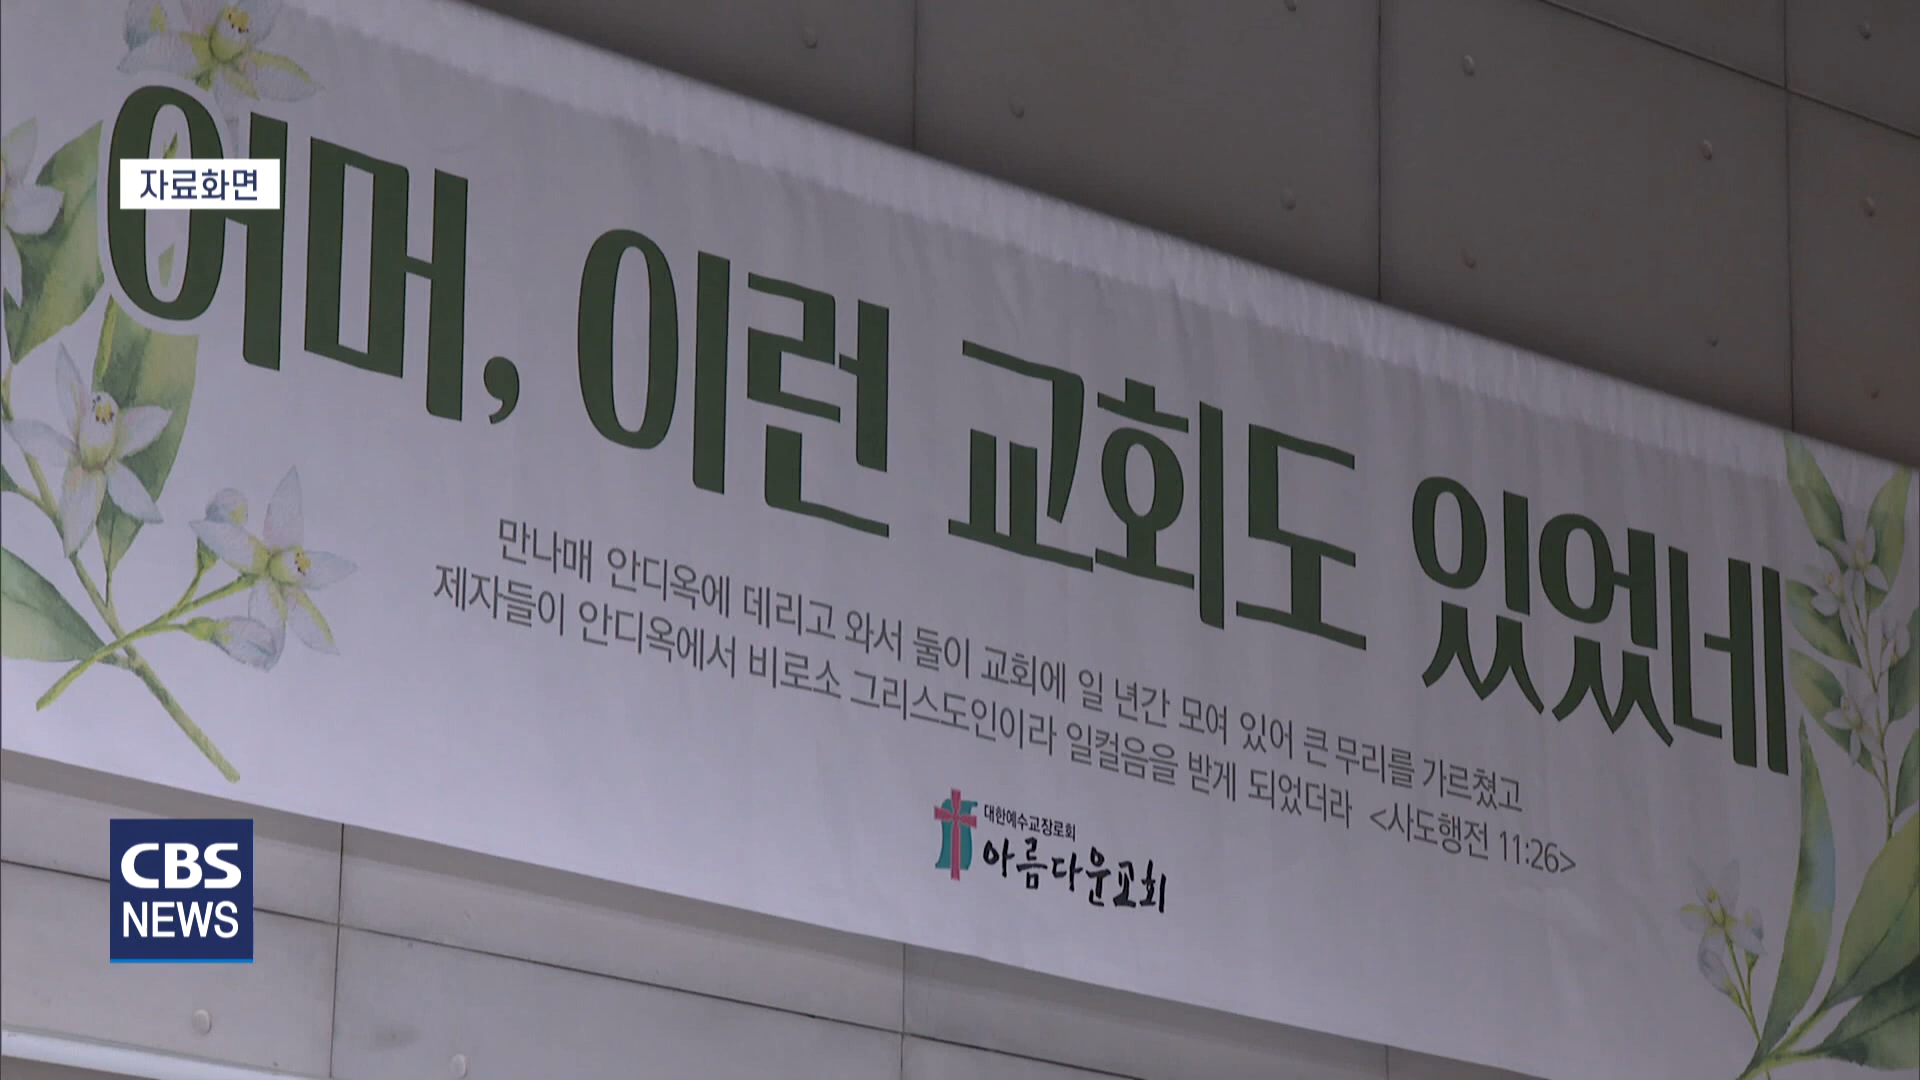 자료화면
어머, 이런 교회도 있었네
만나매 안디옥에 데리고 와서 둘이 교회에 일 년간 모여 있어 큰 무리를 가르쳤고
제자들이 안디옥에서 비로소 그리스도인이라 일컬음을 받게 되었더라 <사도행전 11:26>
대한예수교장로회
아름다운교회
CBS
NEWS